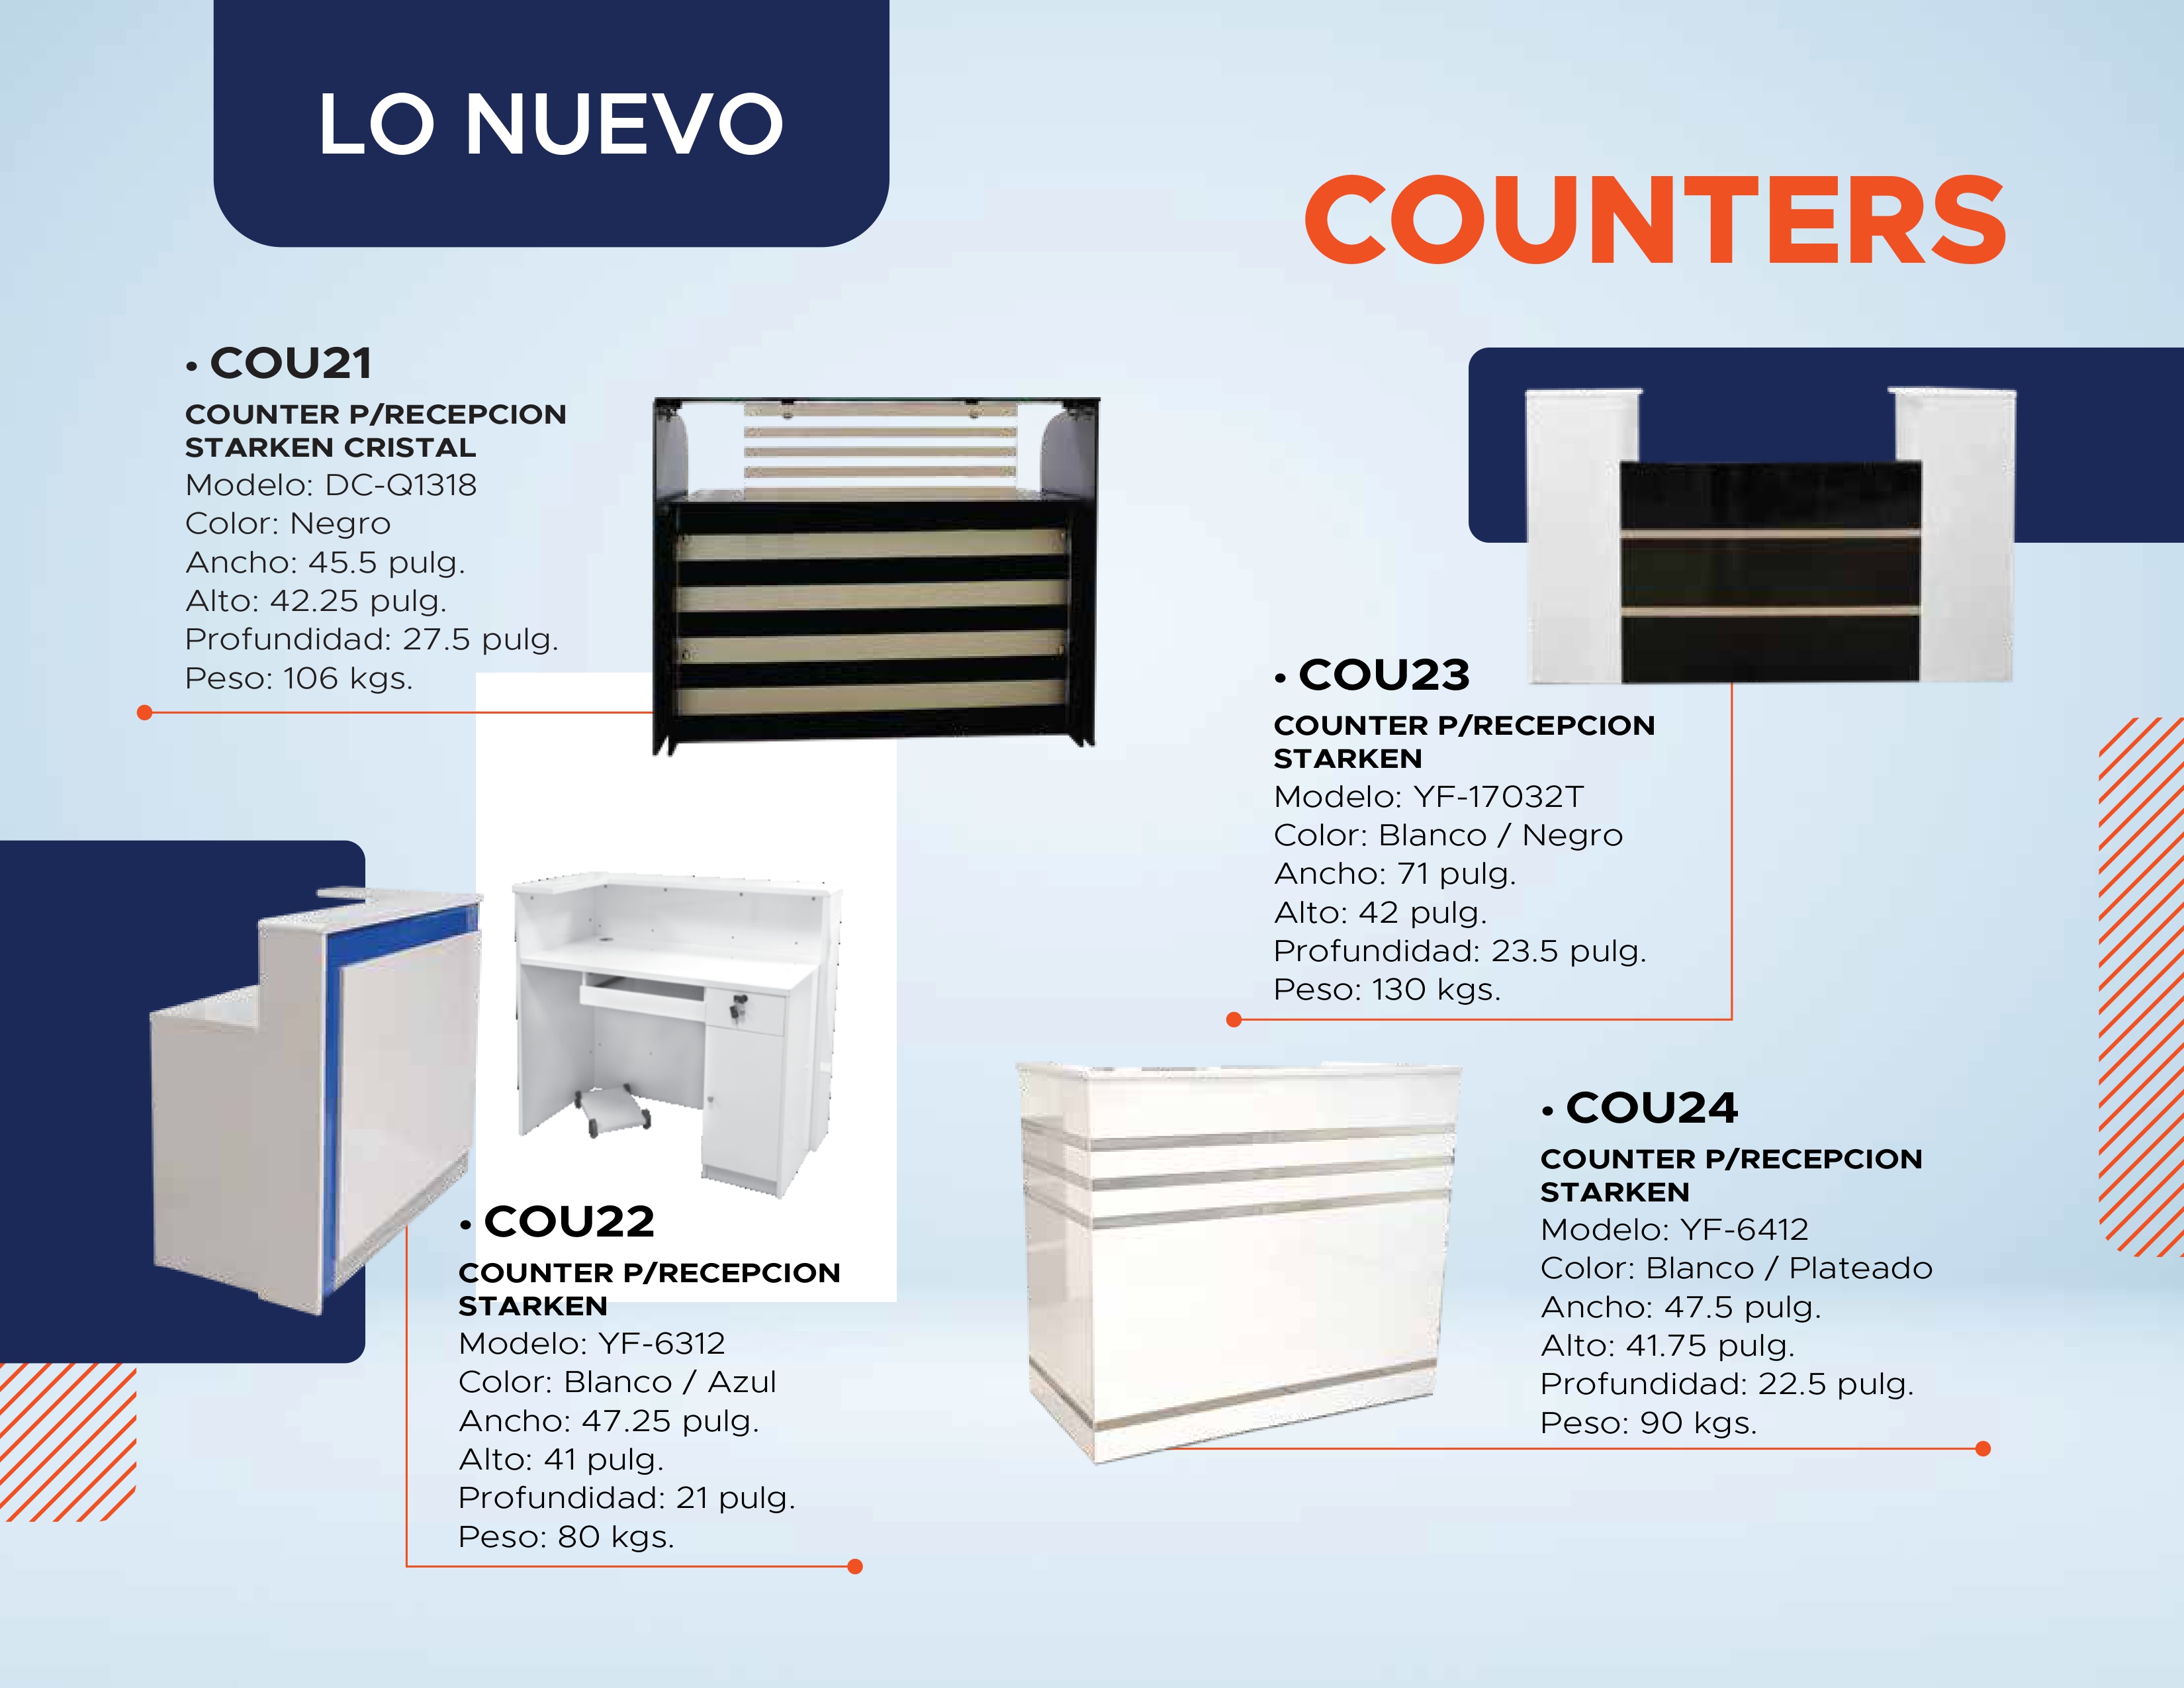 LO NUEVO
COUNTERS
• COU21
COUNTER P/RECEPCION
STARKEN CRISTAL
Modelo: DC-Q1318
Color: Negro
Ancho: 45.5 pulg.
Alto: 42.25 pulg.
Profundidad: 27.5 pulg.
Peso: 106 kgs.
• COU22
COUNTER P/RECEPCION
STARKEN
Modelo: YF-6312
Color: Blanco / Azul
Ancho: 47.25 pulg.
Alto: 41 pulg.
Profundidad: 21 pulg.
Peso: 80 kgs.
• COU23
COUNTER P/RECEPCION
STARKEN
Modelo: YF-17032T
Color: Blanco / Negro
Ancho: 71 pulg.
Alto: 42 pulg.
Profundidad: 23.5 pulg.
Peso: 130 kgs.
• COU24
COUNTER P/RECEPCION
STARKEN
Modelo: YF-6412
Color: Blanco / Plateado
Ancho: 47.5 pulg.
Alto: 41.75 pulg.
Profundidad: 22.5 pulg.
Peso: 90 kgs.